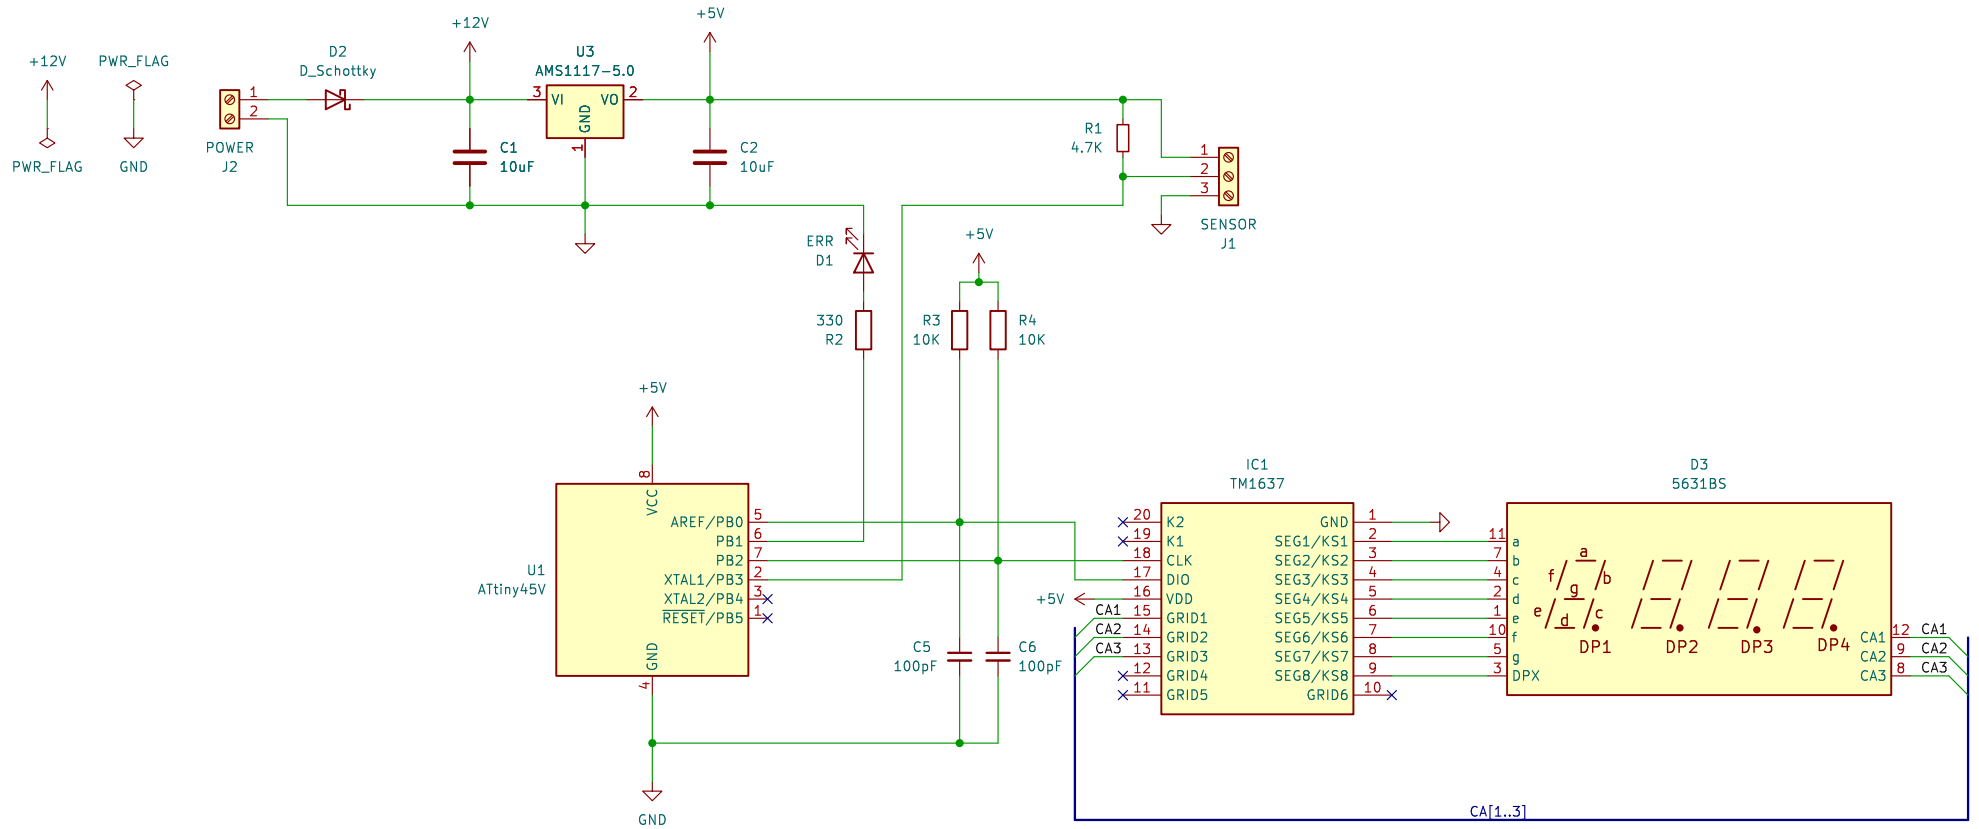 +12V
PWR_FLAG
PWR_FLAG
GND
D2
D_Schottky
1
2
POWER
J2
+12V
C1
10uF
U3
AMS1117-5.0
3
VI
VO
2
GND
1
+5V
C2
10uF
R1
4.7K
1
2
3
SENSOR
J1
ERR
D1
330
R2
+5V
R3
10K
R4
10K
+5V
8
VCC
U1
ATtiny45V
AREF/PB0
5
PB1
6
PB2
7
XTAL1/PB3
2
XTAL2/PB4
3
RESET/PB5
1
GND
4
GND
C5
100pF
C6
100pF
IC1
TM1637
20
K2
19
K1
18
CLK
17
DIO
+5V
16
VDD
CA1
15
GRID1
CA2
14
GRID2
CA3
13
GRID3
12
GRID4
11
GRID5
GND
1
SEG1/KS1
2
SEG2/KS2
3
SEG3/KS3
4
SEG4/KS4
5
SEG5/KS5
6
SEG6/KS6
7
SEG7/KS7
8
SEG8/KS8
9
GRID6
10
D3
5631BS
11
a
7
b
4
c
2
d
1
e
10
f
5
g
3
DPX
a
f
b
g
e
c
d
DP1
DP2
DP3
DP4
CA1
12
CA1
CA2
9
CA2
CA3
8
CA3
CA[1..3]